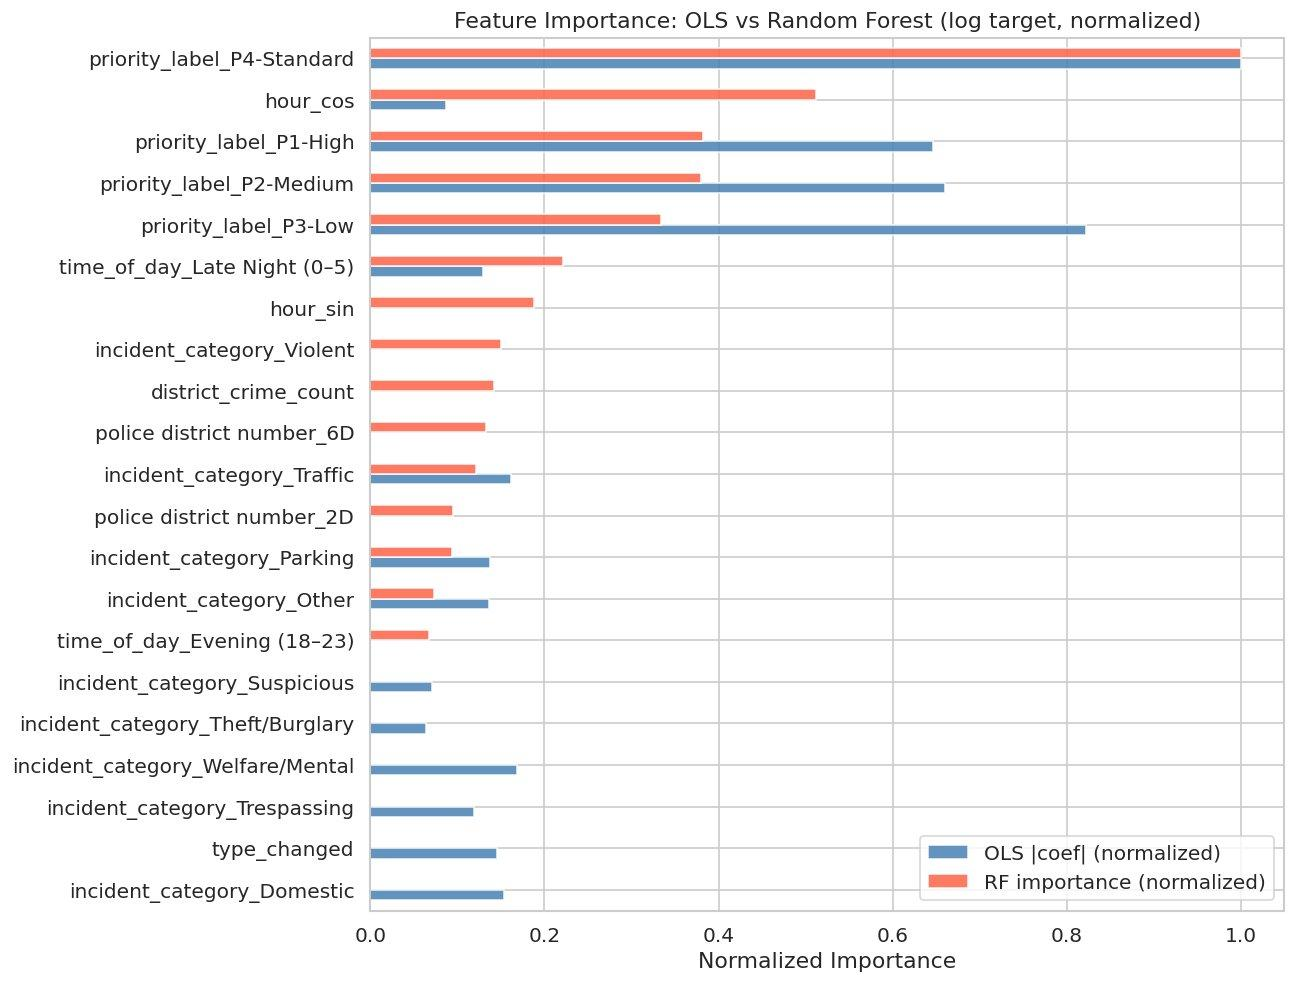 Feature Importance: OLS vs Random Forest (log target, normalized)
priority_label_P4-Standard
hour_cos
priority_label_P1-High
priority_label_P2-Medium
priority_label_P3-Low
time_of_day_Late Night (0–5)
hour_sin
incident_category_Violent
district_crime_count
police district number_6D
incident_category_Traffic
police district number_2D
incident_category_Parking
incident_category_Other
time_of_day_Evening (18–23)
incident_category_Suspicious
incident_category_Theft/Burglary
incident_category_Welfare/Mental
incident_category_Trespassing
type_changed
incident_category_Domestic
OLS |coef| (normalized)
RF importance (normalized)
0.0 0.2 0.4 0.6 0.8 1.0
Normalized Importance